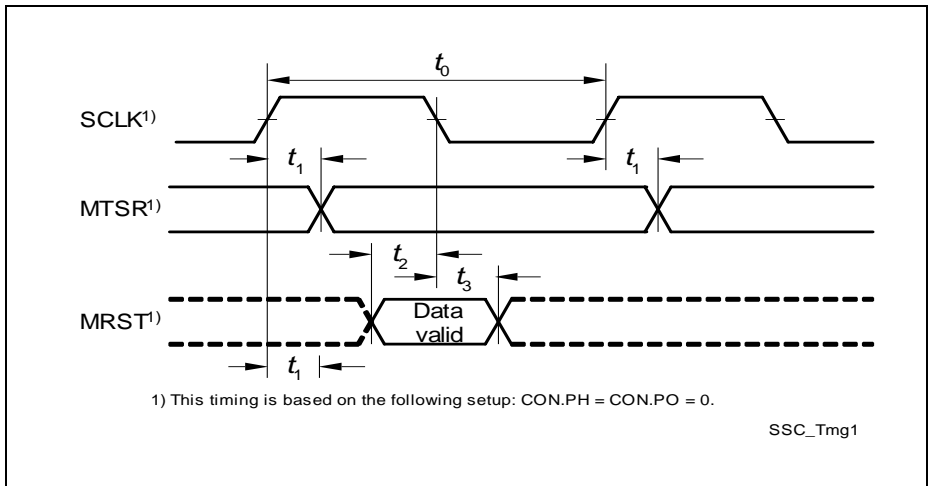 t₀
SCLK¹⁾
t₁ t₁
MTSR¹⁾
t₂
t₃
MRST¹⁾
Data
valid
t₁
1) This timing is based on the following setup: CON.PH = CON.PO = 0.
SSC_Tmg1